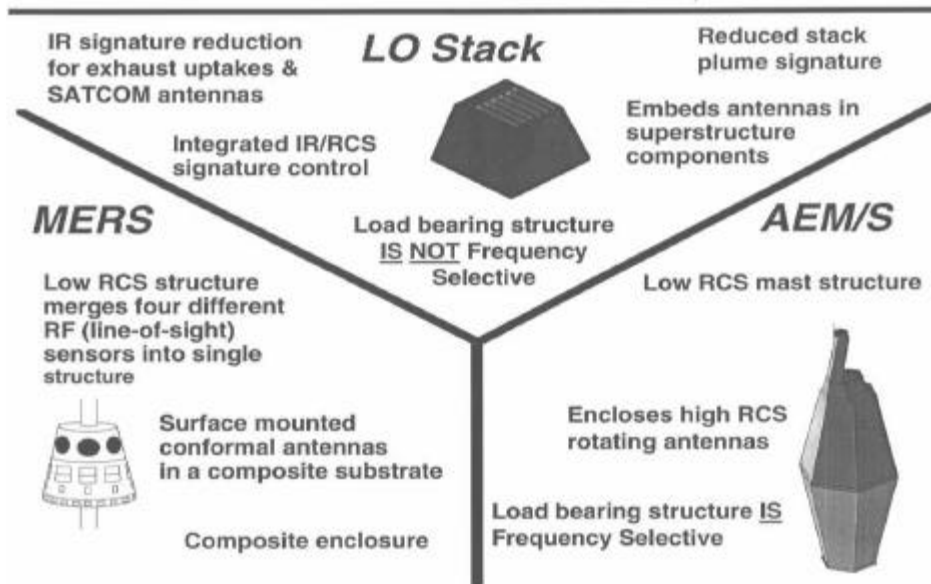 LO Stack
IR signature reduction
for exhaust uptakes &
SATCOM antennas
Integrated IR/RCS
signature control
Reduced stack
plume signature
Embeds antennas in
superstructure
components
Load bearing structure
IS NOT Frequency
Selective
MERS
Low RCS structure
merges four different
RF (line-of-sight)
sensors into single
structure
Surface mounted
conformal antennas
in a composite substrate
Composite enclosure
AEM/S
Low RCS mast structure
Encloses high RCS
rotating antennas
Load bearing structure IS
Frequency Selective